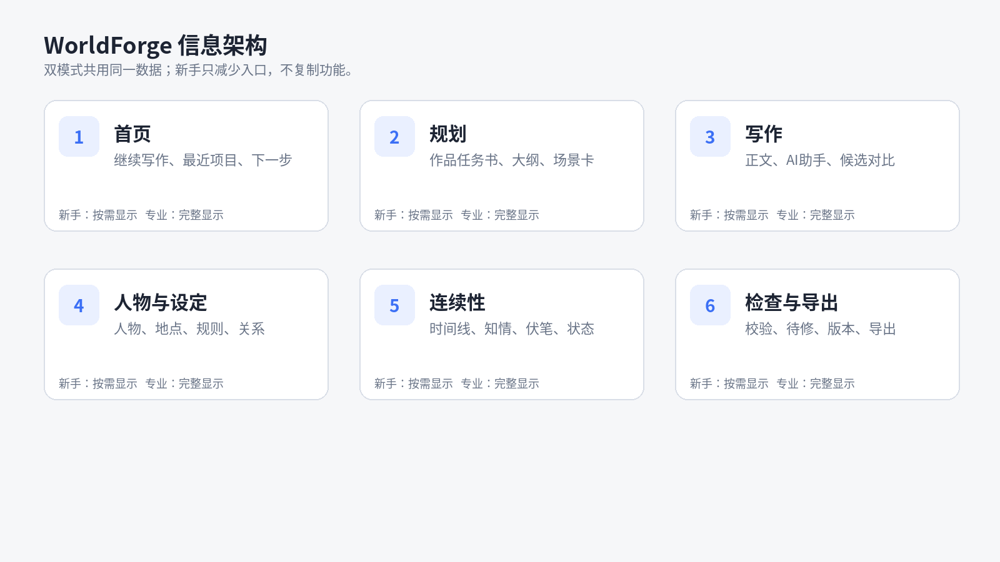 WorldForge 信息架构
双模式共用同一数据；新手只减少入口，不复制功能。
1
首页
继续写作、最近项目、下一步
新手：按需显示 专业：完整显示
2
规划
作品任务书、大纲、场景卡
新手：按需显示 专业：完整显示
3
写作
正文、AI助手、候选对比
新手：按需显示 专业：完整显示
4
人物与设定
人物、地点、规则、关系
新手：按需显示 专业：完整显示
5
连续性
时间线、知情、伏笔、状态
新手：按需显示 专业：完整显示
6
检查与导出
校验、待修、版本、导出
新手：按需显示 专业：完整显示